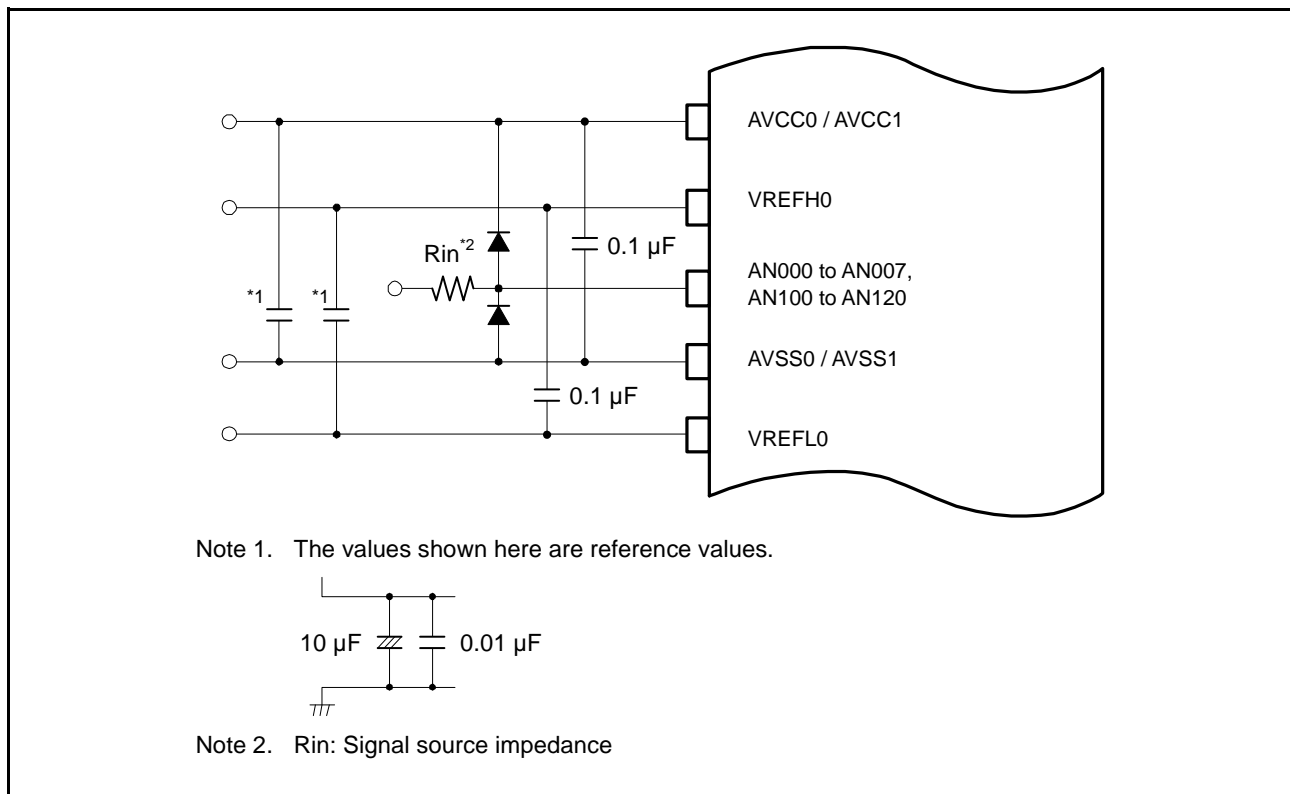 AVCC0 / AVCC1
VREFH0
Rin*2
0.1 µF
AN000 to AN007,
AN100 to AN120
*1
*1
AVSS0 / AVSS1
0.1 µF
VREFL0
Note 1. The values shown here are reference values.
10 µF
0.01 µF
Note 2. Rin: Signal source impedance